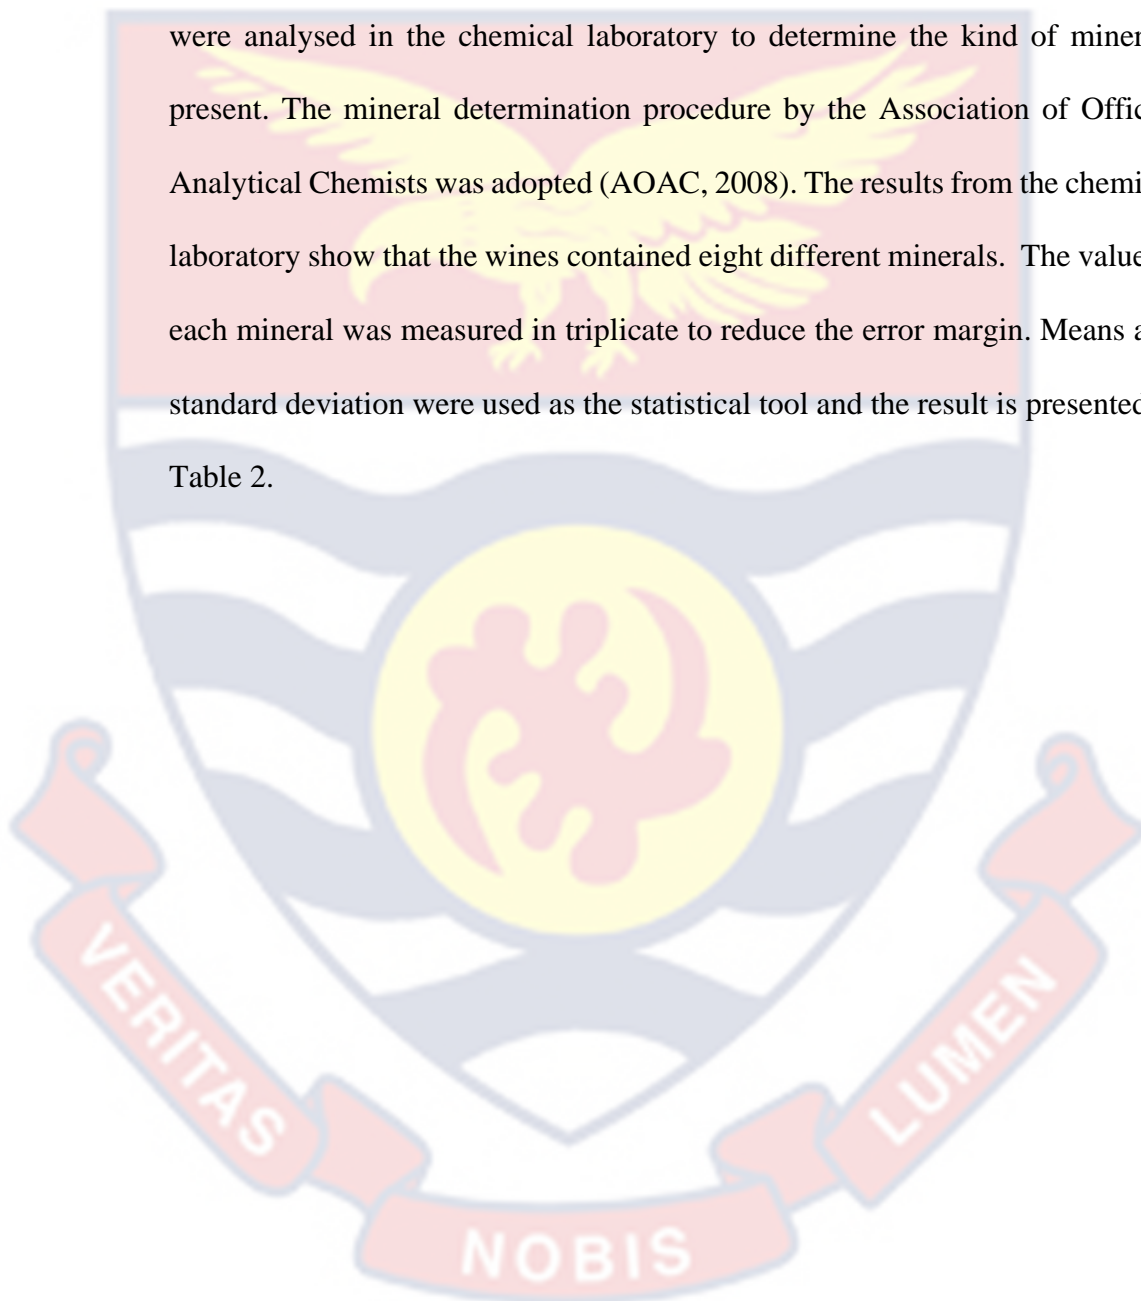 were analysed in the chemical laboratory to determine the kind of miner
present. The mineral determination procedure by the Association of Offic
Analytical Chemists was adopted (AOAC, 2008). The results from the chemi
laboratory show that the wines contained eight different minerals. The value
each mineral was measured in triplicate to reduce the error margin. Means a
standard deviation were used as the statistical tool and the result is presented
Table 2.
VERITAS
NOBIS
LUMEN